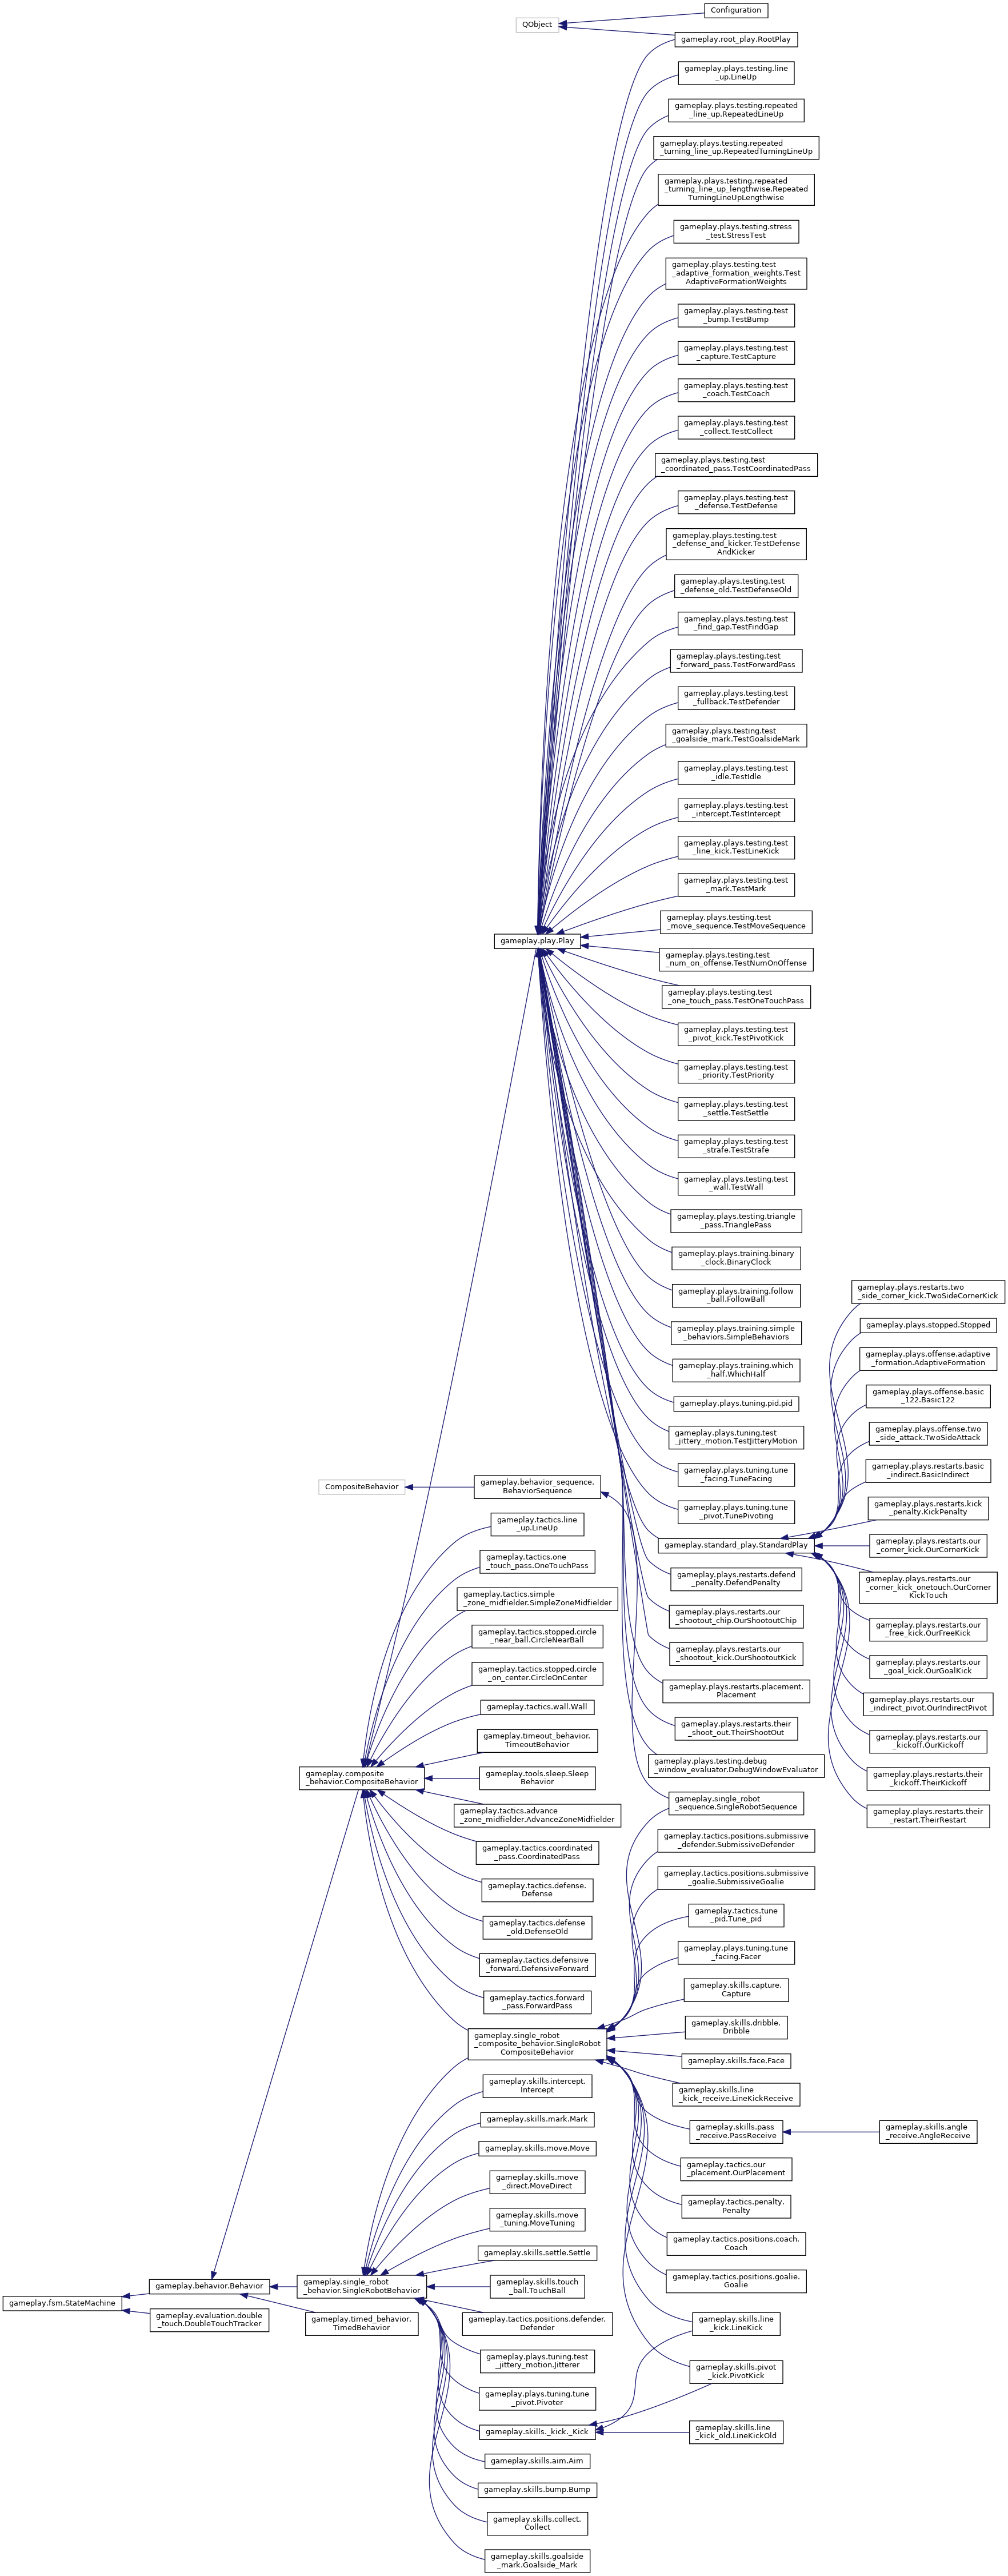 Configuration
QObject
gameplay.root_play.RootPlay
gameplay.plays.testing.line
_up.LineUp
gameplay.plays.testing.repeated
_line_up.RepeatedLineUp
gameplay.plays.testing.repeated
_turning_line_up.RepeatedTurningLineUp
gameplay.plays.testing.repeated
_turning_line_up_lengthwise.Repeated
TurningLineUpLengthwise
gameplay.plays.testing.stress
_test.StressTest
gameplay.plays.testing.test
_adaptive_formation_weights.Test
AdaptiveFormationWeights
gameplay.plays.testing.test
_bump.TestBump
gameplay.plays.testing.test
_capture.TestCapture
gameplay.plays.testing.test
_coach.TestCoach
gameplay.plays.testing.test
_collect.TestCollect
gameplay.plays.testing.test
_coordinated_pass.TestCoordinatedPass
gameplay.plays.testing.test
_defense.TestDefense
gameplay.plays.testing.test
_defense_and_kicker.TestDefense
AndKicker
gameplay.plays.testing.test
_defense_old.TestDefenseOld
gameplay.plays.testing.test
_find_gap.TestFindGap
gameplay.plays.testing.test
_forward_pass.TestForwardPass
gameplay.plays.testing.test
_fullback.TestDefender
gameplay.plays.testing.test
_goalside_mark.TestGoalsideMark
gameplay.plays.testing.test
_idle.TestIdle
gameplay.plays.testing.test
_intercept.TestIntercept
gameplay.plays.testing.test
_line_kick.TestLineKick
gameplay.plays.testing.test
_mark.TestMark
gameplay.plays.testing.test
_move_sequence.TestMoveSequence
gameplay.play.Play
gameplay.plays.testing.test
_num_on_offense.TestNumOnOffense
gameplay.plays.testing.test
_one_touch_pass.TestOneTouchPass
gameplay.plays.testing.test
_pivot_kick.TestPivotKick
gameplay.plays.testing.test
_priority.TestPriority
gameplay.plays.testing.test
_settle.TestSettle
gameplay.plays.testing.test
_strafe.TestStrafe
gameplay.plays.testing.test
_wall.TestWall
gameplay.plays.testing.triangle
_pass.TrianglePass
gameplay.plays.training.binary
_clock.BinaryClock
gameplay.plays.training.follow
_ball.FollowBall
gameplay.plays.training.simple
_behaviors.SimpleBehaviors
gameplay.plays.training.which
_half.WhichHalf
gameplay.plays.tuning.pid.pid
gameplay.plays.tuning.test
_jittery_motion.TestJitteryMotion
gameplay.plays.tuning.tune
_facing.TuneFacing
gameplay.plays.tuning.tune
_pivot.TunePivoting
gameplay.standard_play.StandardPlay
gameplay.plays.restarts.defend
_penalty.DefendPenalty
gameplay.plays.restarts.our
_shootout_chip.OurShootoutChip
gameplay.plays.restarts.our
_shootout_kick.OurShootoutKick
gameplay.plays.restarts.placement.
Placement
gameplay.plays.restarts.their
_shoot_out.TheirShootOut
gameplay.plays.testing.debug
_window_evaluator.DebugWindowEvaluator
gameplay.single_robot
_sequence.SingleRobotSequence
gameplay.plays.restarts.two
_side_corner_kick.TwoSideCornerKick
gameplay.plays.stopped.Stopped
gameplay.plays.offense.adaptive
_formation.AdaptiveFormation
gameplay.plays.offense.basic
_122.Basic122
gameplay.plays.offense.two
_side_attack.TwoSideAttack
gameplay.plays.restarts.basic
_indirect.BasicIndirect
gameplay.plays.restarts.kick
_penalty.KickPenalty
gameplay.plays.restarts.our
_corner_kick.OurCornerKick
gameplay.plays.restarts.our
_corner_kick_onetouch.OurCorner
KickTouch
gameplay.plays.restarts.our
_free_kick.OurFreeKick
gameplay.plays.restarts.our
_goal_kick.OurGoalKick
gameplay.plays.restarts.our
_indirect_pivot.OurIndirectPivot
gameplay.plays.restarts.our
_kickoff.OurKickoff
gameplay.plays.restarts.their
_kickoff.TheirKickoff
gameplay.plays.restarts.their
_restart.TheirRestart
CompositeBehavior
gameplay.behavior_sequence.
BehaviorSequence
gameplay.tactics.line
_up.LineUp
gameplay.tactics.one
_touch_pass.OneTouchPass
gameplay.tactics.simple
_zone_midfielder.SimpleZoneMidfielder
gameplay.tactics.stopped.circle
_near_ball.CircleNearBall
gameplay.tactics.stopped.circle
_on_center.CircleOnCenter
gameplay.tactics.wall.Wall
gameplay.timeout_behavior.
TimeoutBehavior
gameplay.composite
_behavior.CompositeBehavior
gameplay.tools.sleep.Sleep
Behavior
gameplay.tactics.advance
_zone_midfielder.AdvanceZoneMidfielder
gameplay.tactics.coordinated
_pass.CoordinatedPass
gameplay.tactics.defense.
Defense
gameplay.tactics.defense
_old.DefenseOld
gameplay.tactics.defensive
_forward.DefensiveForward
gameplay.tactics.forward
_pass.ForwardPass
gameplay.single_robot
_composite_behavior.SingleRobot
CompositeBehavior
gameplay.tactics.positions.submissive
_defender.SubmissiveDefender
gameplay.tactics.positions.submissive
_goalie.SubmissiveGoalie
gameplay.tactics.tune
_pid.Tune_pid
gameplay.plays.tuning.tune
_facing.Facer
gameplay.skills.capture.
Capture
gameplay.skills.dribble.
Dribble
gameplay.skills.face.Face
gameplay.skills.line
_kick_receive.LineKickReceive
gameplay.skills.pass
_receive.PassReceive
gameplay.skills.angle
_receive.AngleReceive
gameplay.tactics.our
_placement.OurPlacement
gameplay.tactics.penalty.
Penalty
gameplay.tactics.positions.coach.
Coach
gameplay.tactics.positions.goalie.
Goalie
gameplay.skills.line
_kick.LineKick
gameplay.skills.pivot
_kick.PivotKick
gameplay.skills.line
_kick_old.LineKickOld
gameplay.skills.intercept.
Intercept
gameplay.skills.mark.Mark
gameplay.skills.move.Move
gameplay.skills.move
_direct.MoveDirect
gameplay.skills.move
_tuning.MoveTuning
gameplay.skills.settle.Settle
gameplay.behavior.Behavior
gameplay.single_robot
_behavior.SingleRobotBehavior
gameplay.skills.touch
_ball.TouchBall
gameplay.fsm.StateMachine
gameplay.evaluation.double
_touch.DoubleTouchTracker
gameplay.timed_behavior.
TimedBehavior
gameplay.tactics.positions.defender.
Defender
gameplay.plays.tuning.test
_jittery_motion.Jitterer
gameplay.plays.tuning.tune
_pivot.Pivoter
gameplay.skills._kick._Kick
gameplay.skills.aim.Aim
gameplay.skills.bump.Bump
gameplay.skills.collect.
Collect
gameplay.skills.goalside
_mark.Goalside_Mark